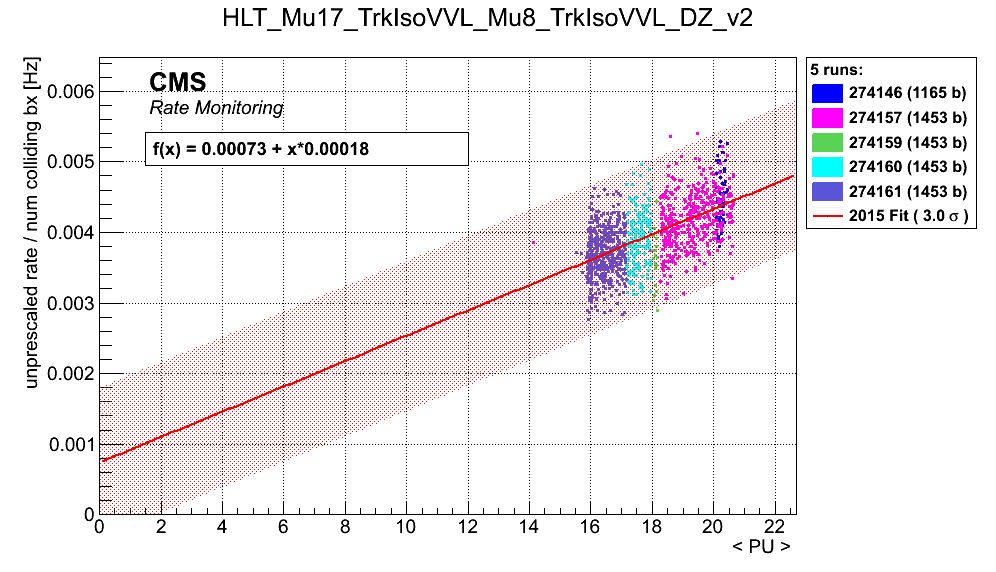 HLT_Mu17_TrkIsoVVL_Mu8_TrkIsoVVL_DZ_v2
unprescaled rate / num colliding bx [Hz]
0.006
0.005
0.004
0.003
0.002
0.001
0
CMS
Rate Monitoring
f(x) = 0.00073 + x*0.00018
5 runs:
274146 (1165 b)
274157 (1453 b)
274159 (1453 b)
274160 (1453 b)
274161 (1453 b)
2015 Fit ( 3.0 σ )
0 2 4 6 8 10 12 14 16 18 20 22
< PU >